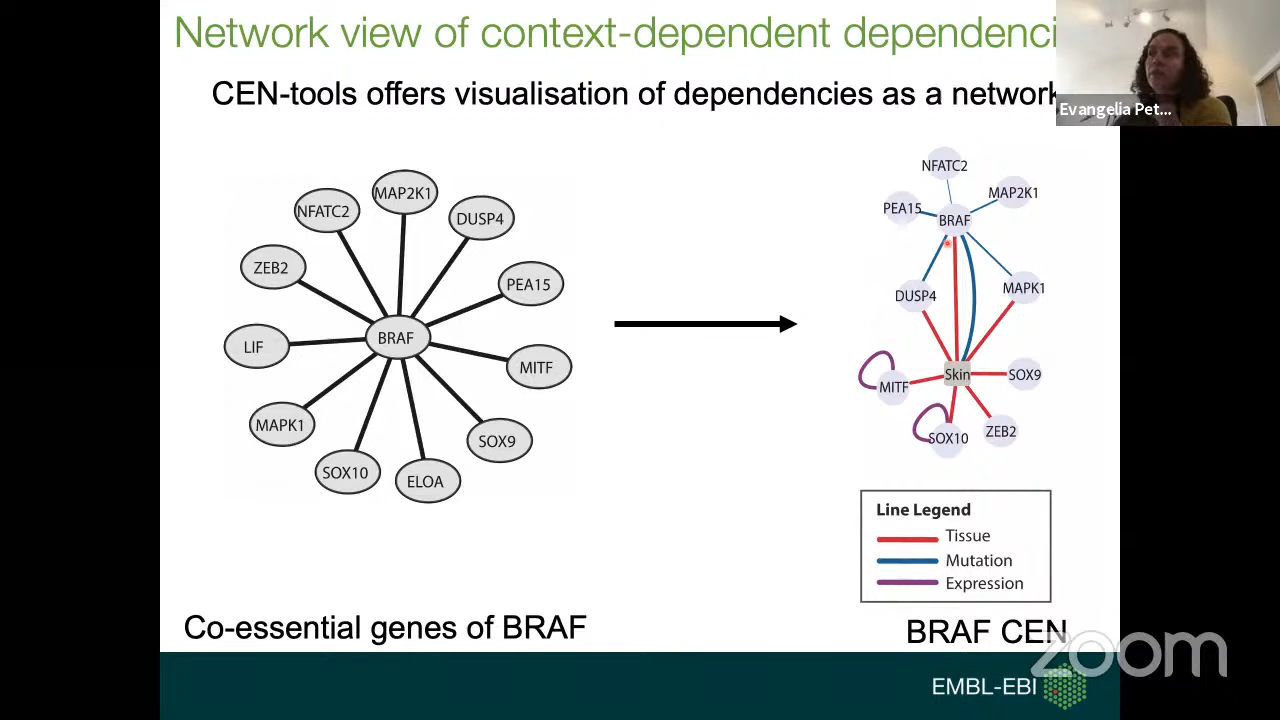 Network view of context-dependent dependenci
CEN-tools offers visualisation of dependencies as a network
Evangelia Pet...
MAP2K1
NFATC2
DUSP4
ZEB2
PEA15
BRAF
LIF
MITF
MAPK1
SOX9
SOX10
ELOA
NFATC2
MAP2K1
PEA15
BRAF
DUSP4
MAPK1
Skin
SOX9
MITF
SOX10
ZEB2
Line Legend
Tissue
Mutation
Expression
Co-essential genes of BRAF
BRAF CEN
zoom
EMBL-EBI